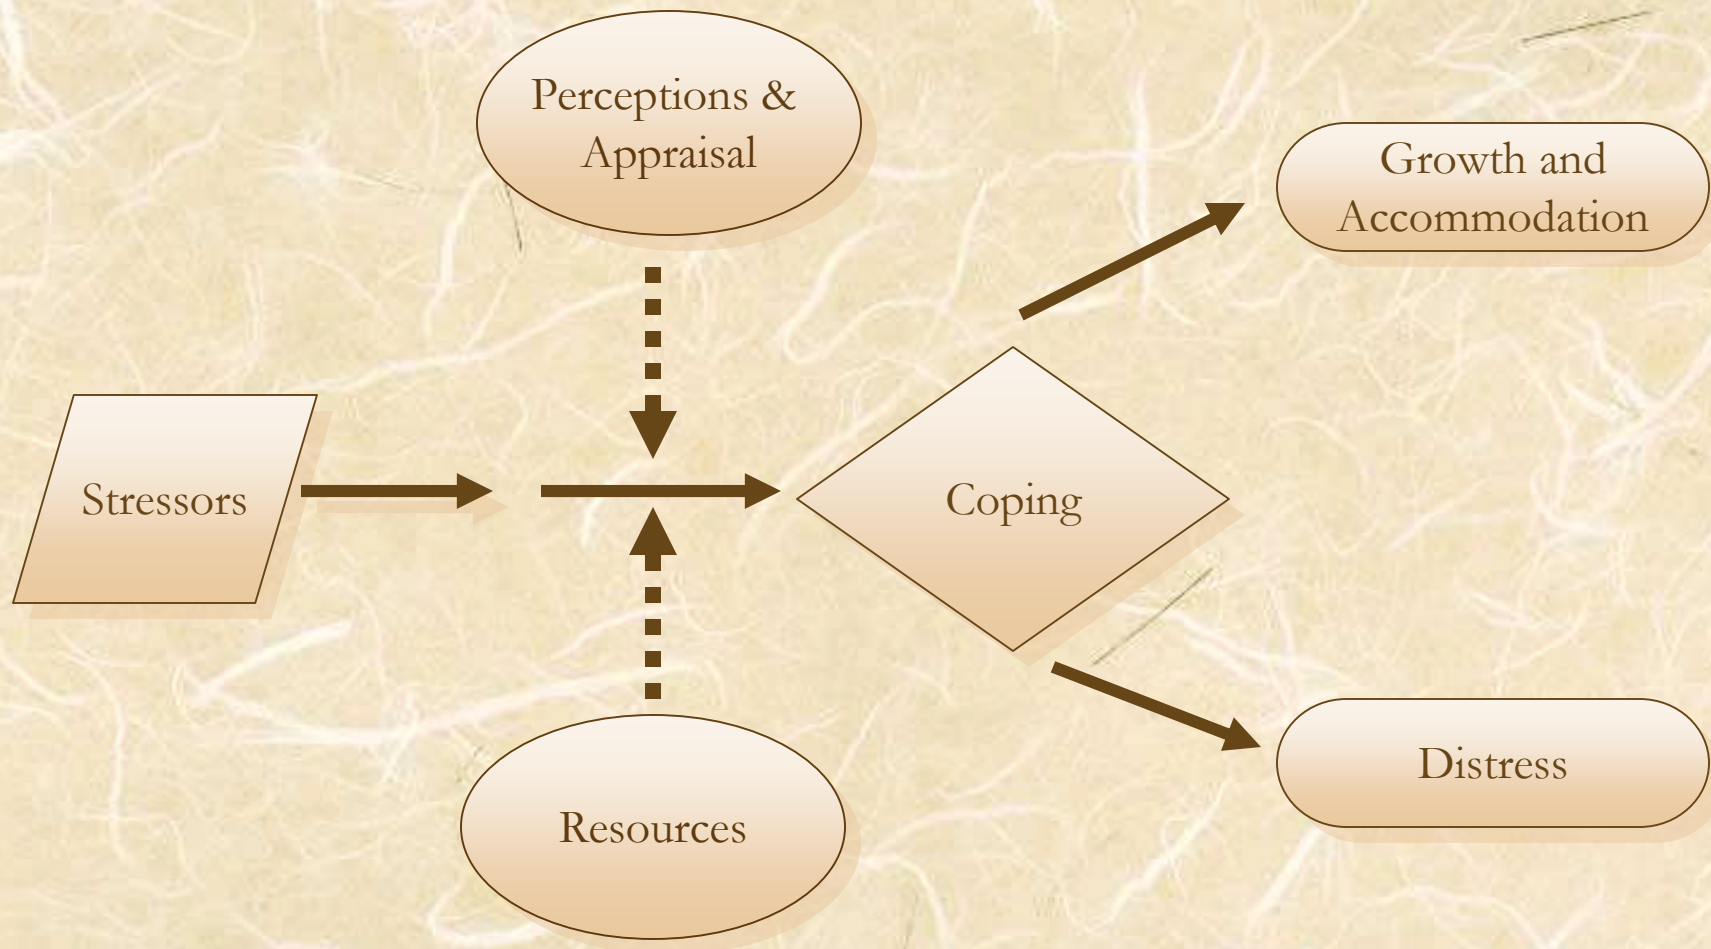 Perceptions &
Appraisal
Growth and
Accommodation
Stressors
Coping
Distress
Resources